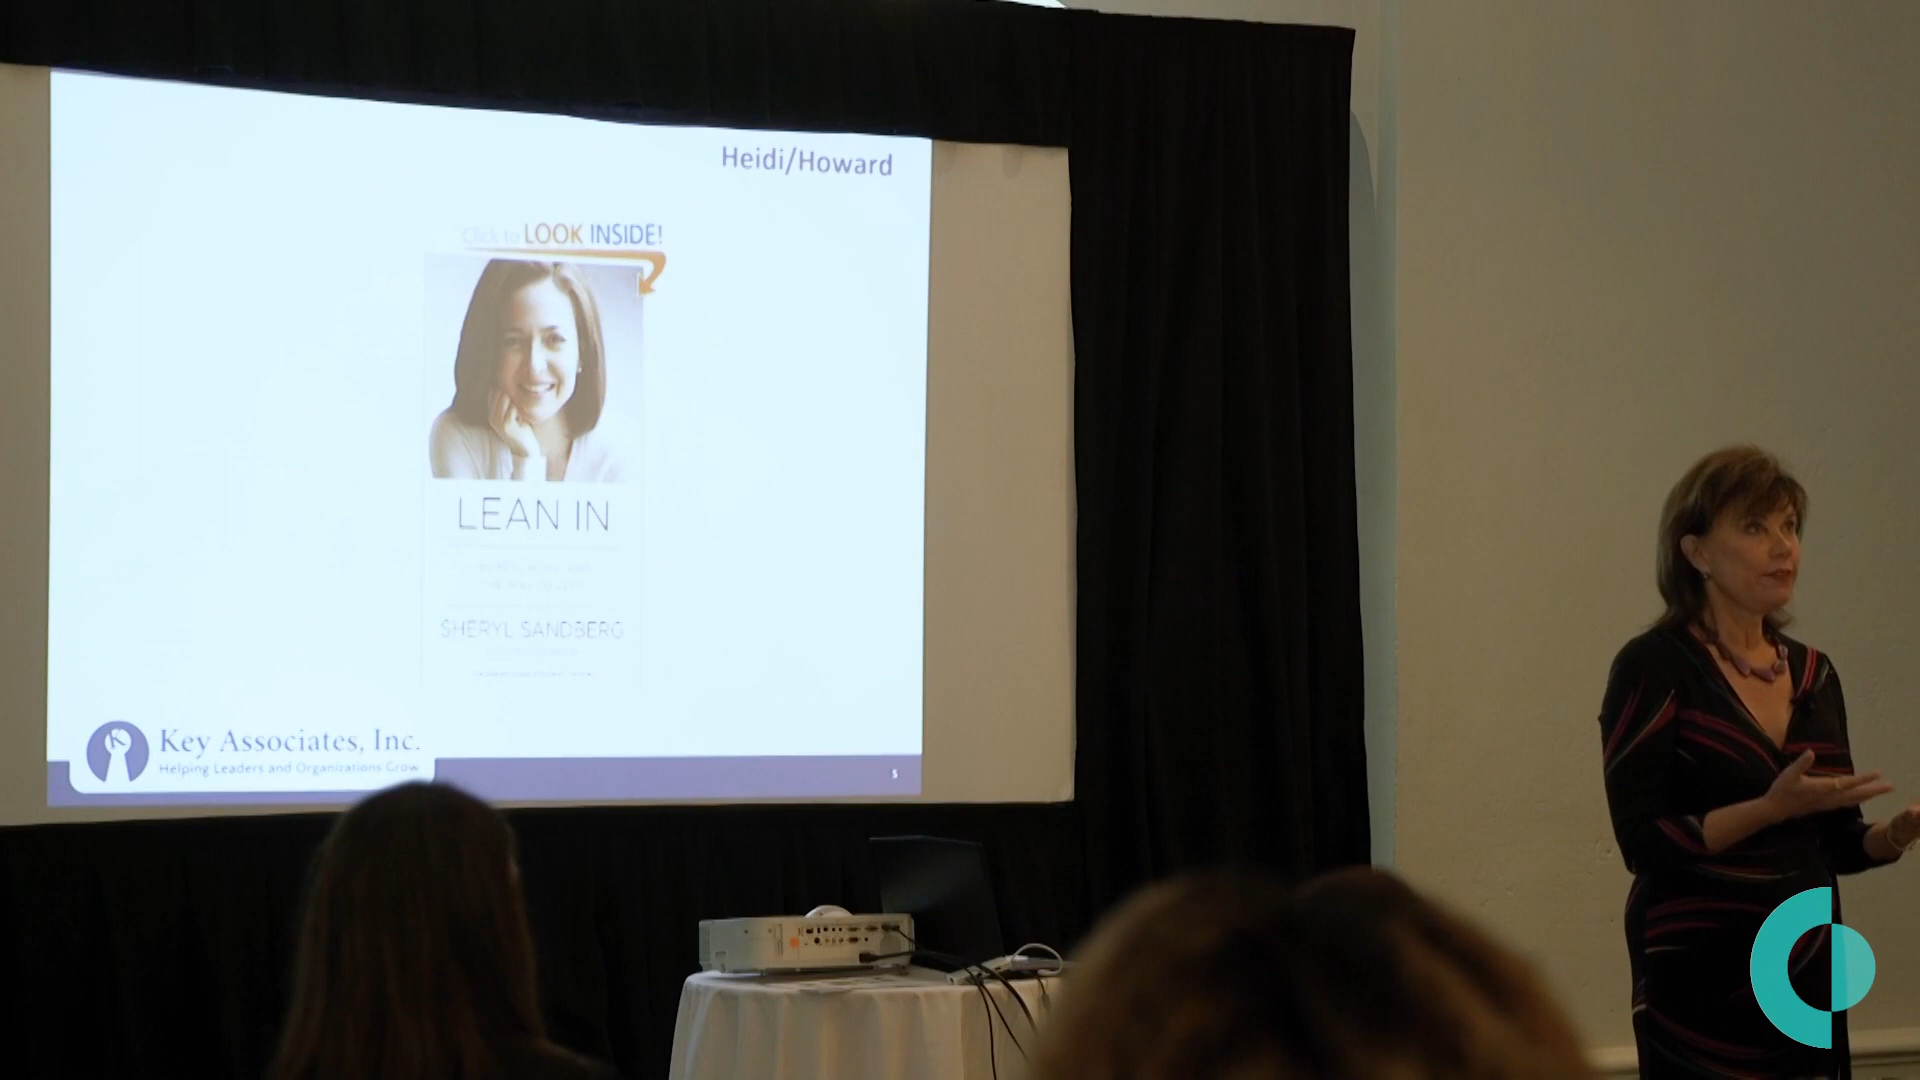 Heidi/Howard
Click to LOOK INSIDE!
LEAN IN
SHERYL SANDBERG
Key Associates, Inc.
Helping Leaders and Organizations Grow
5